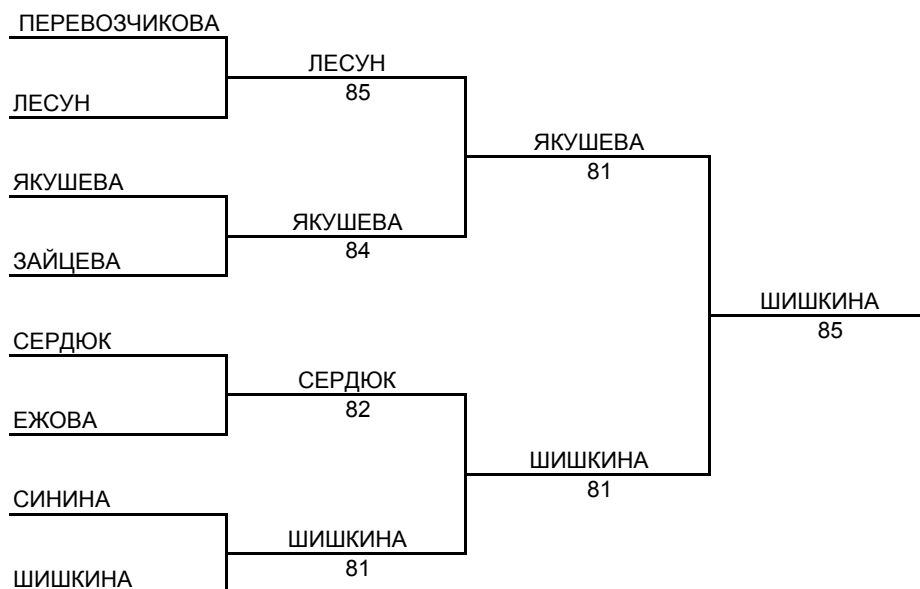 ПЕРЕВОЗЧИКОВА
ЛЕСУН
85
ЛЕСУН
ЯКУШЕВА
81
ЯКУШЕВА
ЯКУШЕВА
84
ЗАЙЦЕВА
ШИШКИНА
85
СЕРДЮК
СЕРДЮК
82
ЕЖОВА
ШИШКИНА
81
СИНИНА
ШИШКИНА
81
ШИШКИНА